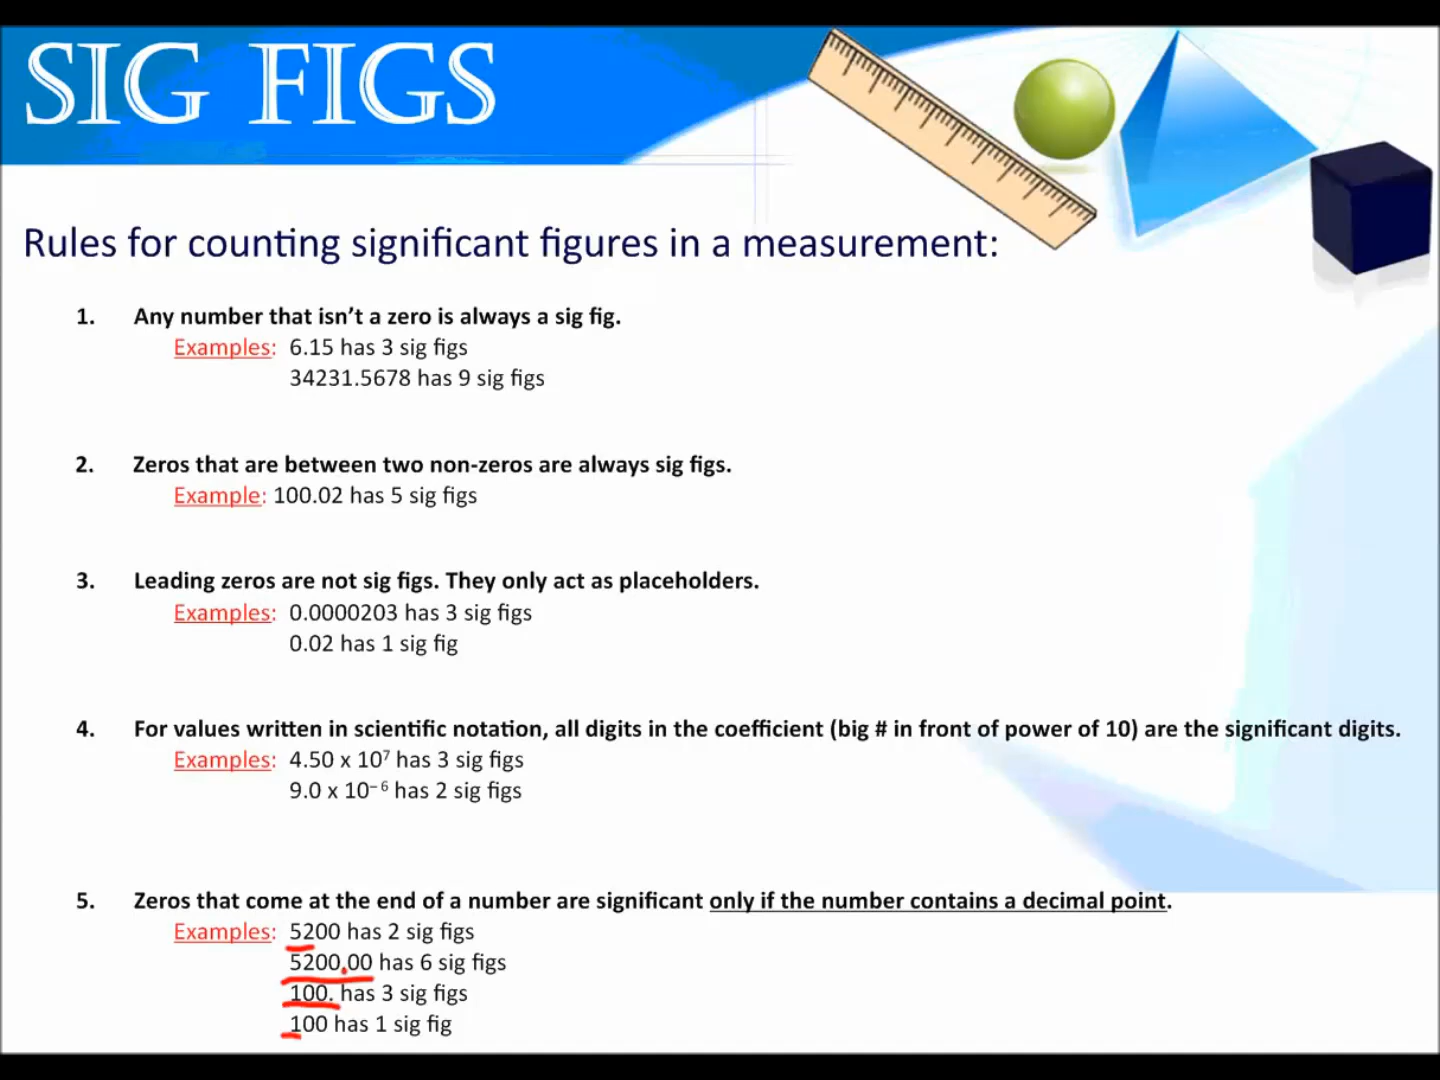 SIG FIGS
Rules for counting significant figures in a measurement:
1. Any number that isn’t a zero is always a sig fig.
Examples: 6.15 has 3 sig figs
34231.5678 has 9 sig figs
2. Zeros that are between two non-zeros are always sig figs.
Example: 100.02 has 5 sig figs
3. Leading zeros are not sig figs. They only act as placeholders.
Examples: 0.0000203 has 3 sig figs
0.02 has 1 sig fig
4. For values written in scientific notation, all digits in the coefficient (big # in front of power of 10) are the significant digits.
Examples: 4.50 x 10⁷ has 3 sig figs
9.0 x 10⁻⁶ has 2 sig figs
5. Zeros that come at the end of a number are significant only if the number contains a decimal point.
Examples: 5200 has 2 sig figs
5200.00 has 6 sig figs
100. has 3 sig figs
100 has 1 sig fig